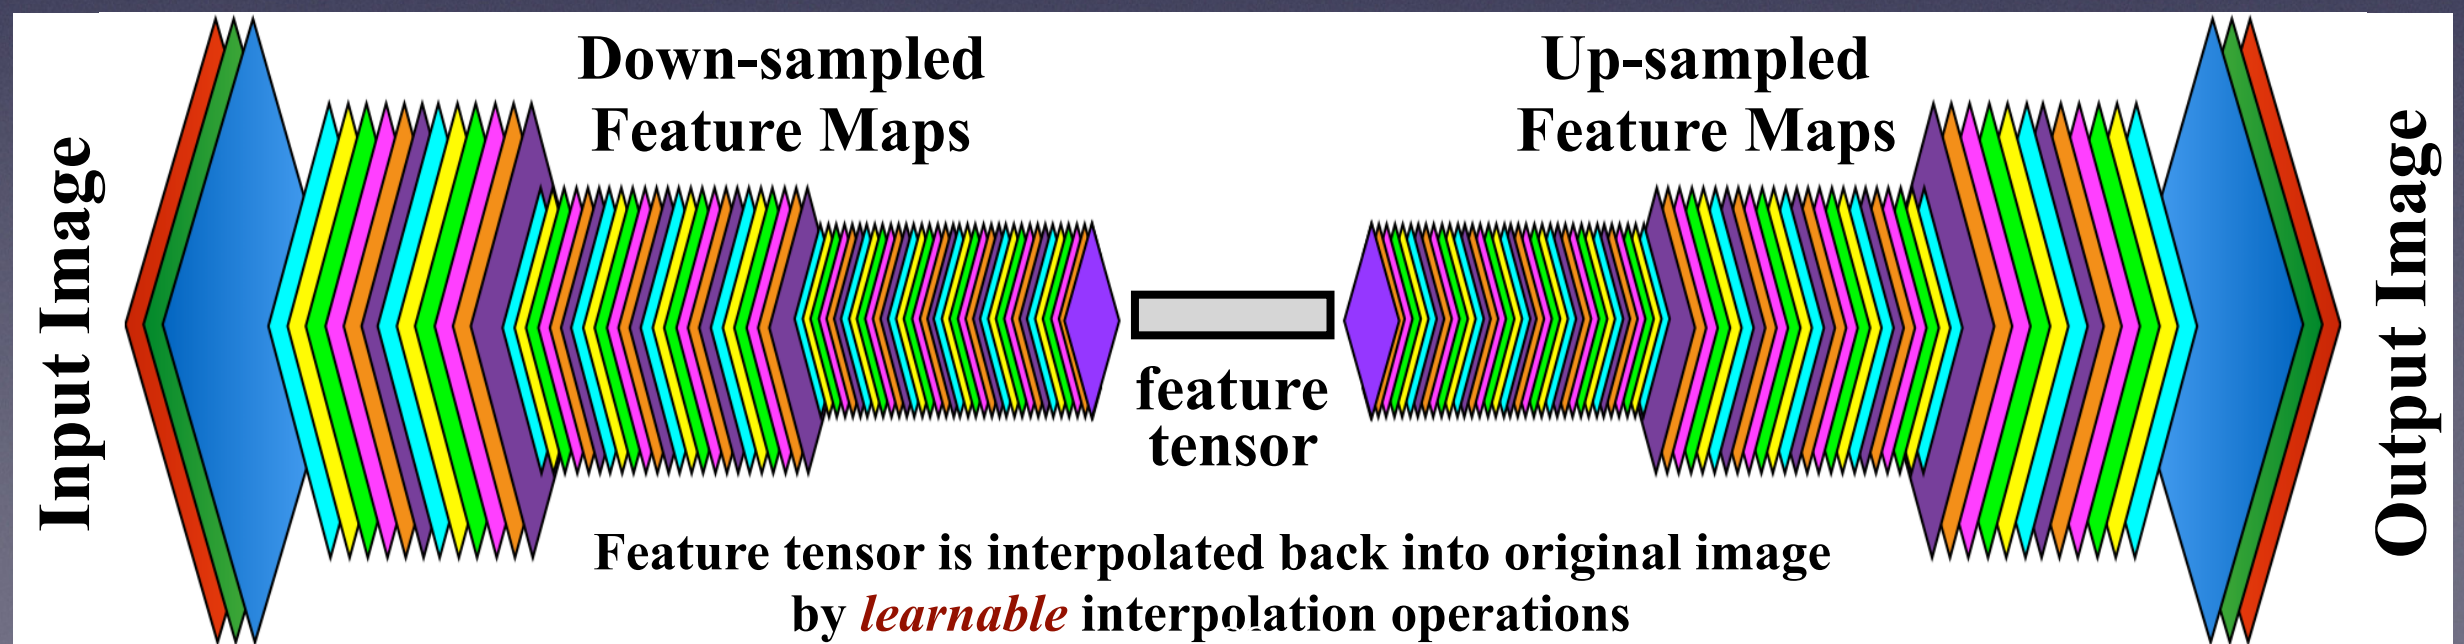 Input Image
Down-sampled
Feature Maps
feature
tensor
Up-sampled
Feature Maps
Output Image
Feature tensor is interpolated back into original image
by learnable interpolation operations